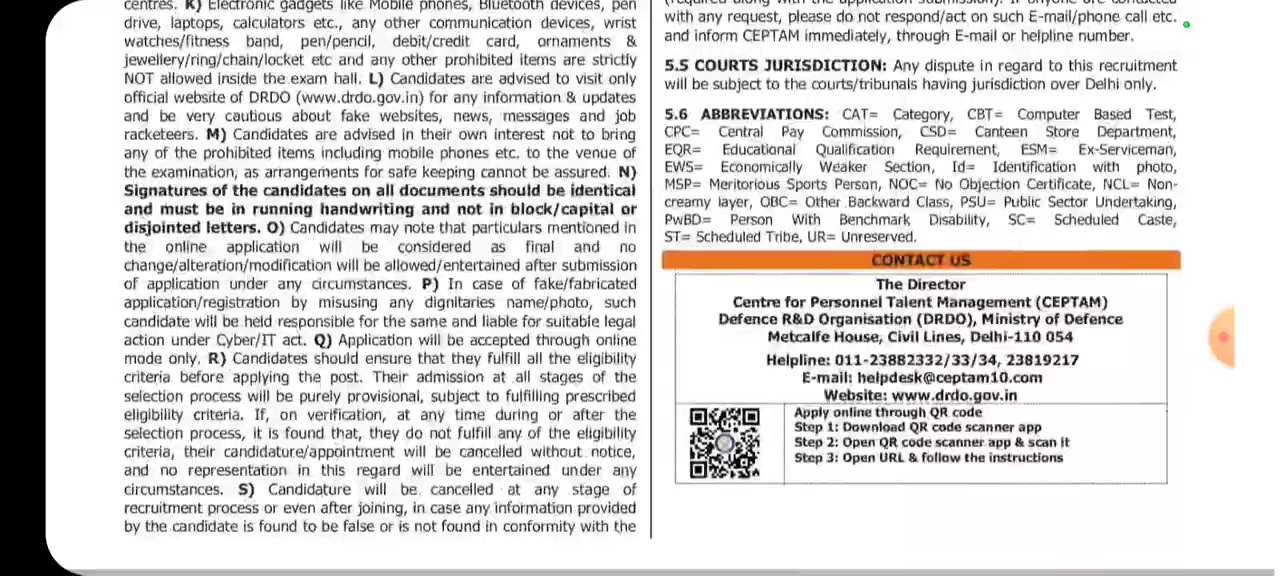 centres. K) Electronic gadgets like Mobile phones, Bluetooth devices, pen
drive, laptops, calculators etc., any other communication devices, wrist
watches/fitness band, pen/pencil, debit/credit card, ornaments &
jewellery/ring/chain/locket etc and any other prohibited items are strictly
NOT allowed inside the exam hall. L) Candidates are advised to visit only
official website of DRDO (www.drdo.gov.in) for any information & updates
and be very cautious about fake websites, news, messages and job
racketeers. M) Candidates are advised in their own interest not to bring
any of the prohibited items including mobile phones etc. to the venue of
the examination, as arrangements for safe keeping cannot be assured. N)
Signatures of the candidates on all documents should be identical
and must be in running handwriting and not in block/capital or
disjointed letters. O) Candidates may note that particulars mentioned in
the online application will be considered as final and no
change/alteration/modification will be allowed/entertained after submission
of application under any circumstances. P) In case of fake/fabricated
application/registration by misusing any dignitaries name/photo, such
candidate will be held responsible for the same and liable for suitable legal
action under Cyber/IT act. Q) Application will be accepted through online
mode only. R) Candidates should ensure that they fulfill all the eligibility
criteria before applying the post. Their admission at all stages of the
selection process will be purely provisional, subject to fulfilling prescribed
eligibility criteria. If, on verification, at any time during or after the
selection process, it is found that, they do not fulfill any of the eligibility
criteria, their candidature/appointment will be cancelled without notice,
and no representation in this regard will be entertained under any
circumstances. S) Candidature will be cancelled at any stage of
recruitment process or even after joining, in case any information provided
by the candidate is found to be false or is not found in conformity with the
(required along with the application submission). If anyone are contacted
with any request, please do not respond/act on such E-mail/phone call etc.
and inform CEPTAM immediately, through E-mail or helpline number.
5.5 COURTS JURISDICTION: Any dispute in regard to this recruitment
will be subject to the courts/tribunals having jurisdiction over Delhi only.
5.6 ABBREVIATIONS: CAT= Category, CBT= Computer Based Test,
CPC= Central Pay Commission, CSD= Canteen Store Department,
EQR= Educational Qualification Requirement, ESM= Ex-Serviceman,
EWS= Economically Weaker Section, Id= Identification with photo,
MSP= Meritorious Sports Person, NOC= No Objection Certificate, NCL= Non-
creamy layer, OBC= Other Backward Class, PSU= Public Sector Undertaking,
PwBD= Person With Benchmark Disability, SC= Scheduled Caste,
ST= Scheduled Tribe, UR= Unreserved.
CONTACT US
The Director
Centre for Personnel Talent Management (CEPTAM)
Defence R&D Organisation (DRDO), Ministry of Defence
Metcalfe House, Civil Lines, Delhi-110 054
Helpline: 011-23882332/33/34, 23819217
E-mail: helpdesk@ceptam10.com
Website: www.drdo.gov.in
Apply online through QR code
Step 1: Download QR code scanner app
Step 2: Open QR code scanner app & scan it
Step 3: Open URL & follow the instructions